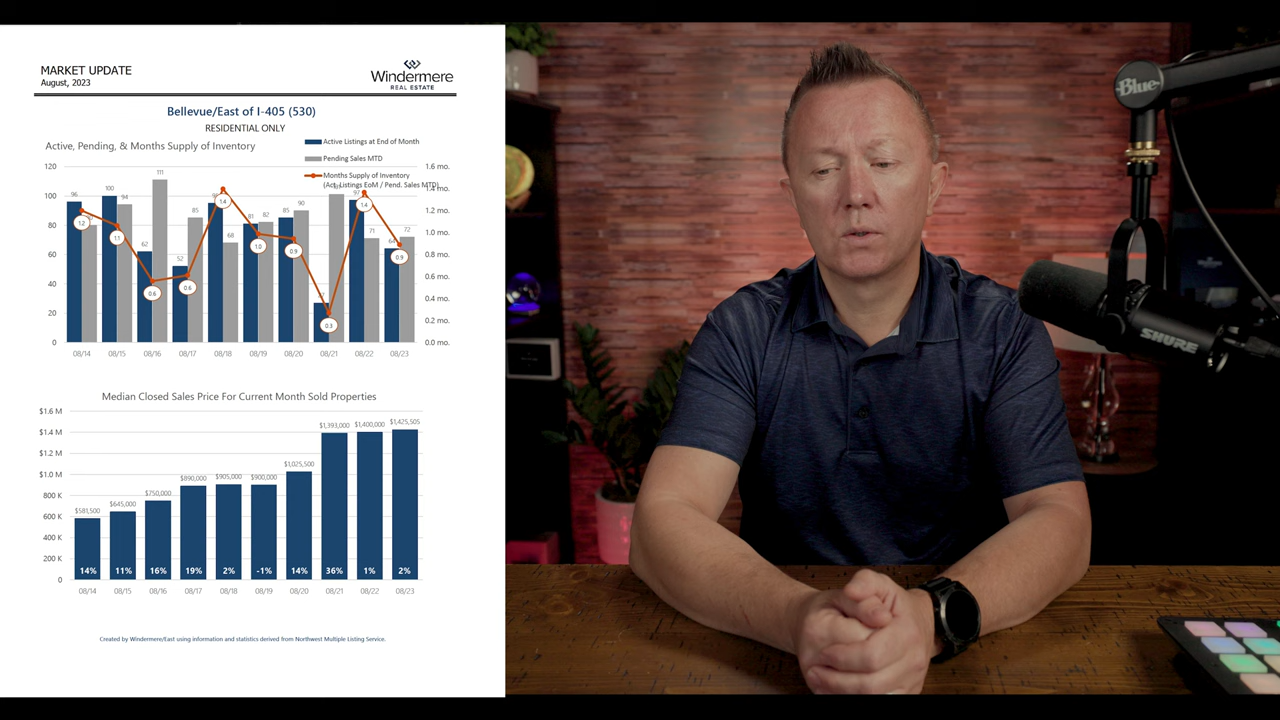 MARKET UPDATE
August, 2023
Windermere
REAL ESTATE
Bellevue/East of I-405 (530)
RESIDENTIAL ONLY
Active, Pending, & Months Supply of Inventory
Active Listings at End of Month
Pending Sales MTD
Months Supply of Inventory
(Act. Listings EoM / Pend. Sales MTD)
120 100 80 60 40 20 0
1.6 mo. 1.2 mo. 1.0 mo. 0.8 mo. 0.6 mo. 0.4 mo. 0.2 mo. 0.0 mo.
96 100 94 111 62 52 85 68 81 82 85 90 97 71 64 72
1.2 1.1 0.6 0.6 1.4 1.0 0.9 0.3 1.4 0.9
08/14 08/15 08/16 08/17 08/18 08/19 08/20 08/21 08/22 08/23
Median Closed Sales Price For Current Month Sold Properties
$1.6 M
$1.4 M
$1.2 M
$1.0 M
800 K
600 K
400 K
200 K
0
$581,500 $645,000 $750,000 $890,000 $905,000 $900,000 $1,025,500 $1,393,000 $1,400,000 $1,425,505
14% 11% 16% 19% 2% -1% 14% 36% 1% 2%
08/14 08/15 08/16 08/17 08/18 08/19 08/20 08/21 08/22 08/23
Created by Windermere/East using information and statistics derived from Northwest Multiple Listing Service.
Blue
SHURE